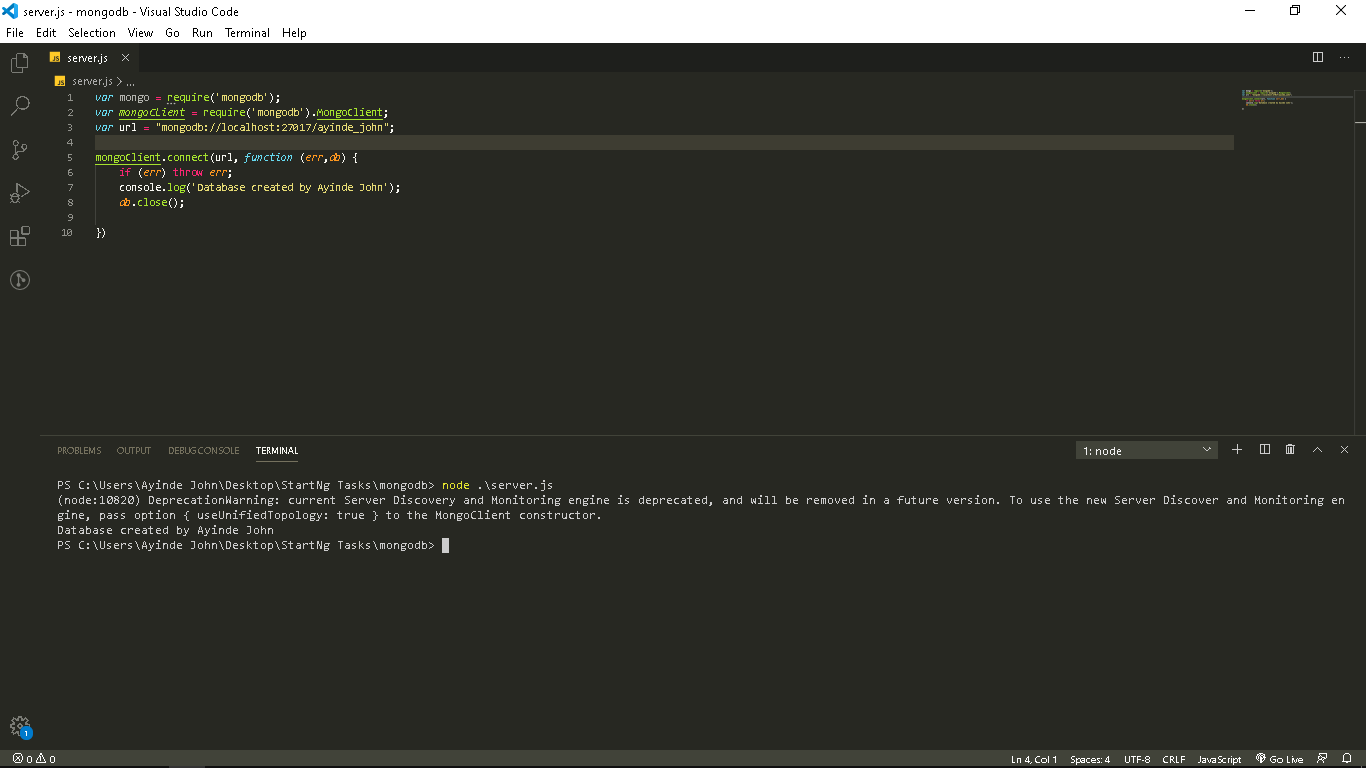 server.js - mongodb - Visual Studio Code
File Edit Selection View Go Run Terminal Help
JS server.js
JS server.js > ...
1 var mongo = require('mongodb');
2 var mongoClient = require('mongodb').MongoClient;
3 var url = "mongodb://localhost:27017/ayinde_john";
4
5 mongoClient.connect(url, function (err,db) {
6 if (err) throw err;
7 console.log('Database created by Ayinde John');
8 db.close();
9
10 })
PROBLEMS OUTPUT DEBUG CONSOLE TERMINAL 1: node
PS C:\Users\Ayinde John\Desktop\StartNg Tasks\mongodb> node .\server.js
(node:10820) DeprecationWarning: current Server Discovery and Monitoring engine is deprecated, and will be removed in a future version. To use the new Server Discover and Monitoring en
gine, pass option { useUnifiedTopology: true } to the MongoClient constructor.
Database created by Ayinde John
PS C:\Users\Ayinde John\Desktop\StartNg Tasks\mongodb>
1
0 0 Ln 4, Col 1 Spaces: 4 UTF-8 CRLF JavaScript Go Live